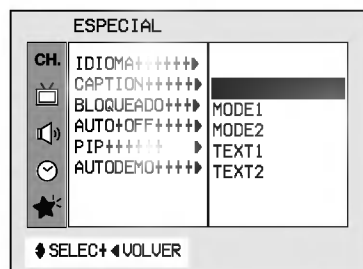 ESPECIAL
CH.
IDIOMA+++++▶
CAPTION+++++▶
BLOQUEADO+++▶
AUTO+OFF++++▶
PIP++++++ ▶
AUTODEMO++++▶
MODE1
MODE2
TEXT1
TEXT2
◆SELEC+ ◀VOLVER